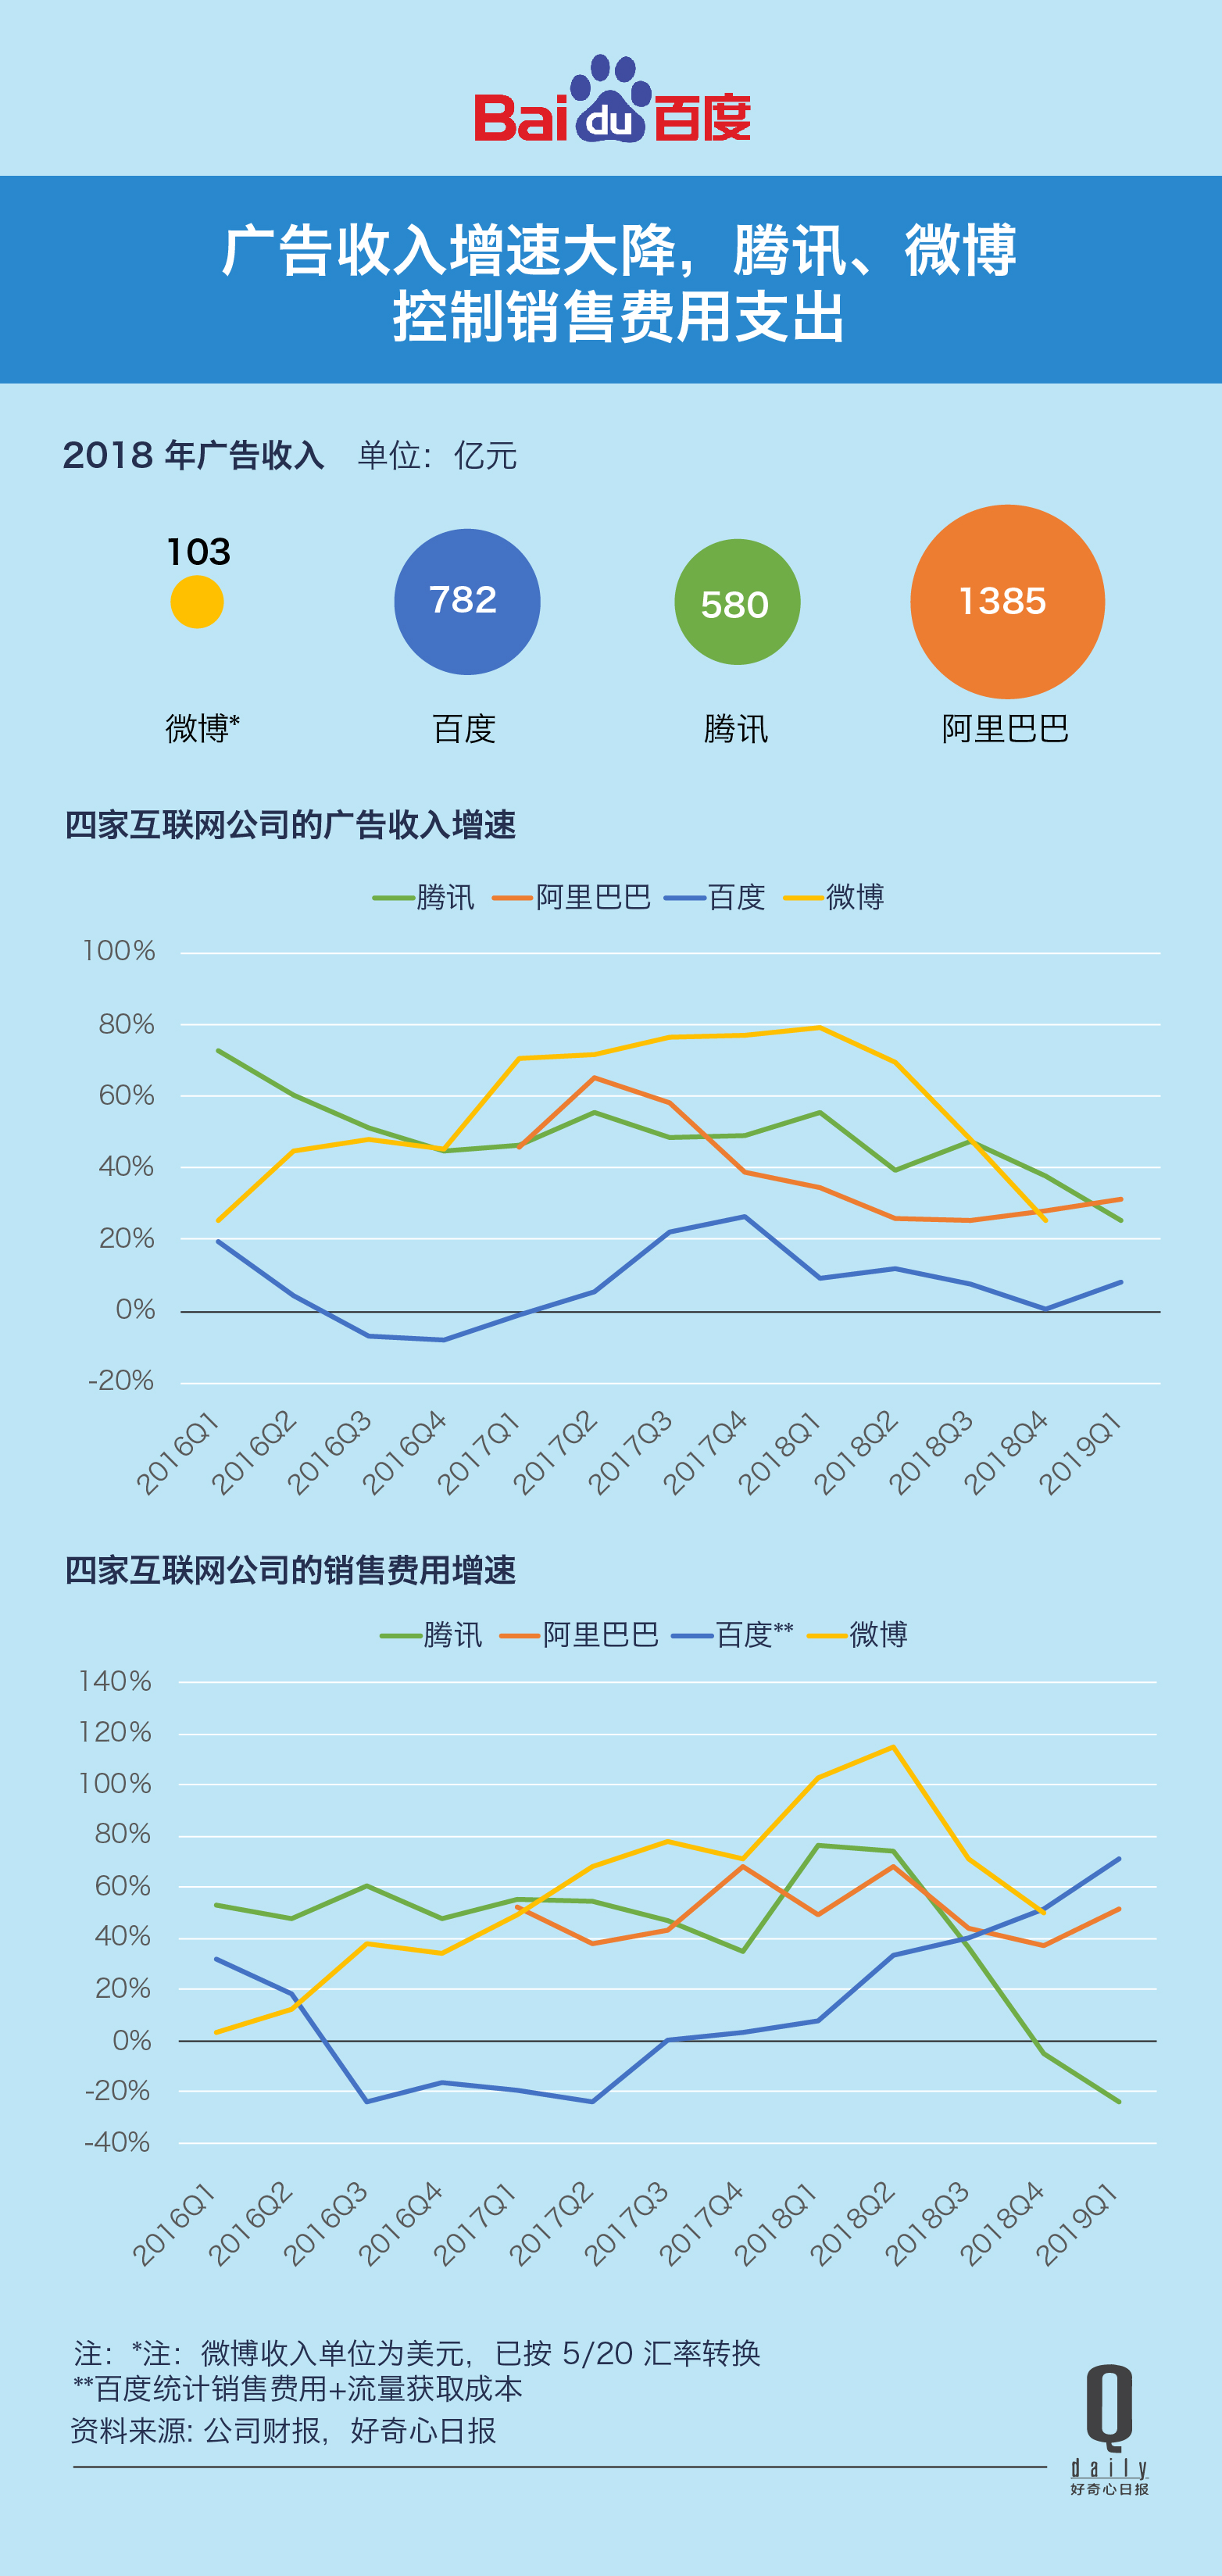 Bai du 百度
广告收入增速大降，腾讯、微博
控制销售费用支出
2018 年广告收入 单位：亿元
103
782
580
1385
微博*
百度
腾讯
阿里巴巴
四家互联网公司的广告收入增速
腾讯 阿里巴巴 百度 微博
100%
80%
60%
40%
20%
0%
-20%
2016Q1 2016Q2 2016Q3 2016Q4 2017Q1 2017Q2 2017Q3 2017Q4 2018Q1 2018Q2 2018Q3 2018Q4 2019Q1
四家互联网公司的销售费用增速
腾讯 阿里巴巴 百度** 微博
140%
120%
100%
80%
60%
40%
20%
0%
-20%
-40%
2016Q1 2016Q2 2016Q3 2016Q4 2017Q1 2017Q2 2017Q3 2017Q4 2018Q1 2018Q2 2018Q3 2018Q4 2019Q1
注：*注：微博收入单位为美元，已按 5/20 汇率转换
**百度统计销售费用+流量获取成本
资料来源: 公司财报，好奇心日报
Q
daily
好奇心日报